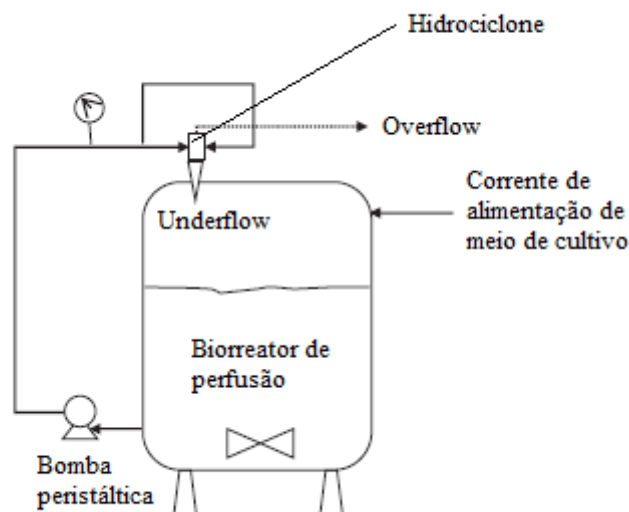 Hidrociclone
Overflow
Corrente de
alimentação de
meio de cultivo
Underflow
Biorreator de
perfusão
Bomba
peristáltica